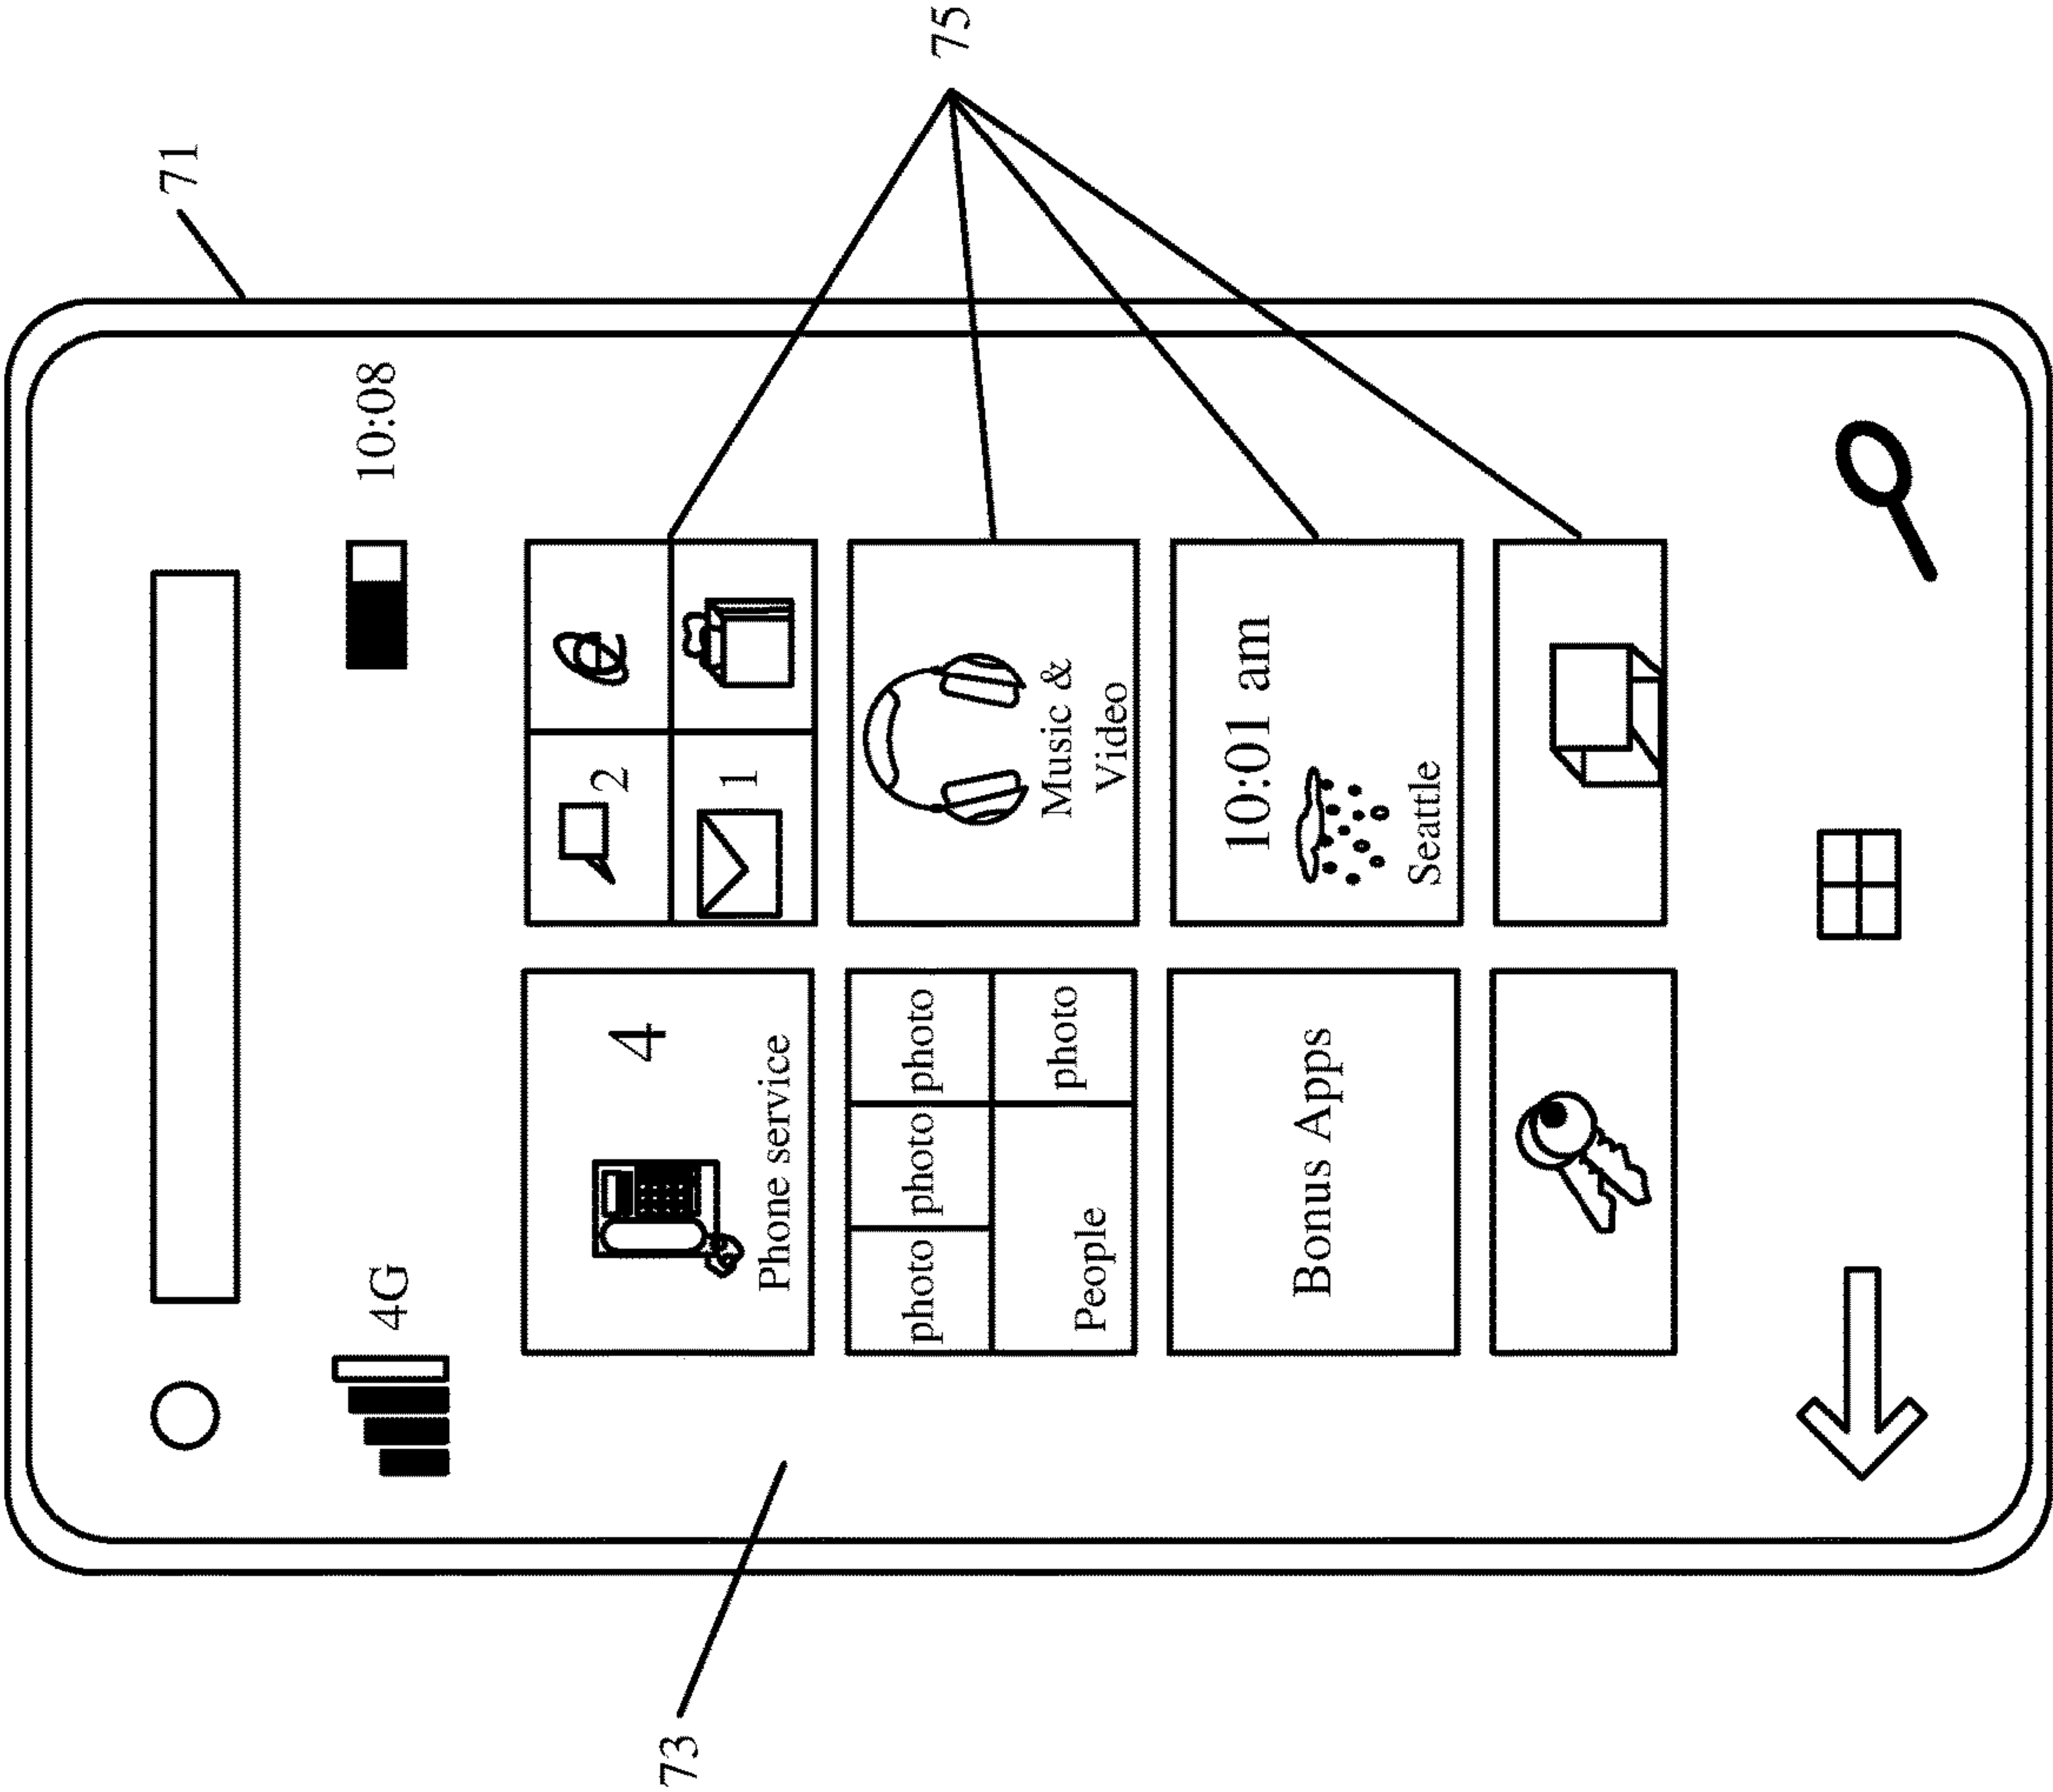 71
4G 10:08
4
Phone service
2
1
73
photo photo photo
photo
People
75
Music &
Video
Bonus Apps
10:01 am
Seattle